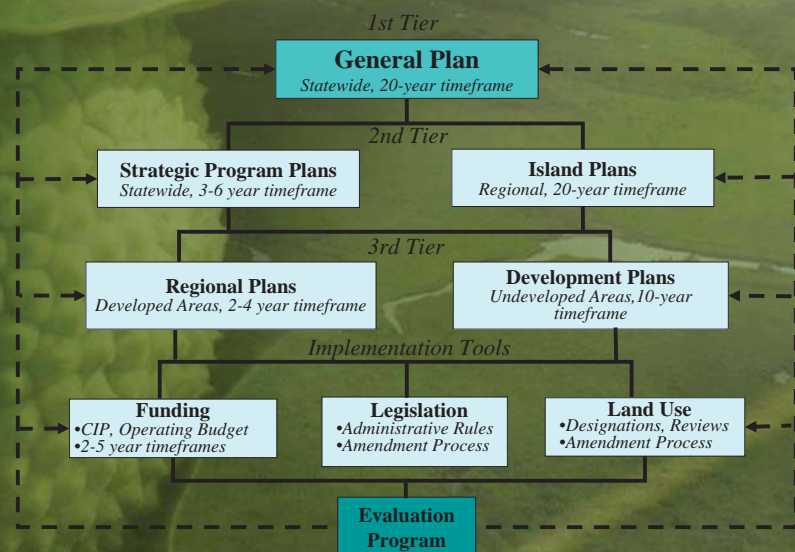 1st Tier
General Plan
Statewide, 20-year timeframe
2nd Tier
Strategic Program Plans
Statewide, 3-6 year timeframe
Island Plans
Regional, 20-year timeframe
3rd Tier
Regional Plans
Developed Areas, 2-4 year timeframe
Development Plans
Undeveloped Areas,10-year
timeframe
Implementation Tools
Funding
•CIP, Operating Budget
•2-5 year timeframes
Legislation
•Administrative Rules
•Amendment Process
Land Use
•Designations, Reviews
•Amendment Process
Evaluation
Program